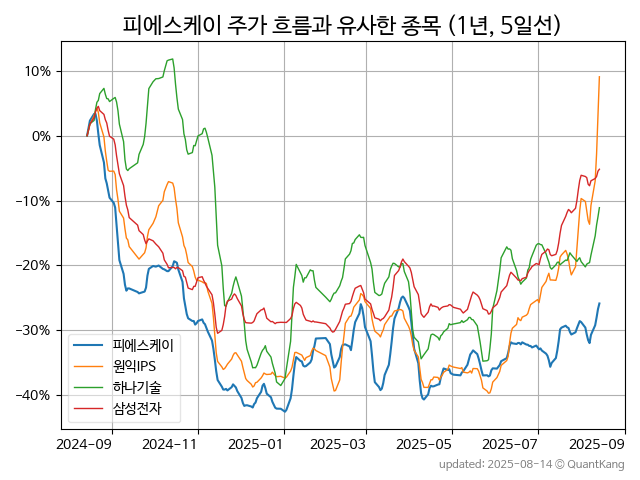 피에스케이 주가 흐름과 유사한 종목 (1년, 5일선)
10%
0%
−10%
−20%
−30%
−40%
피에스케이
원익IPS
하나기술
삼성전자
2024-09 2024-11 2025-01 2025-03 2025-05 2025-07 2025-09
updated: 2025-08-14 © QuantKang